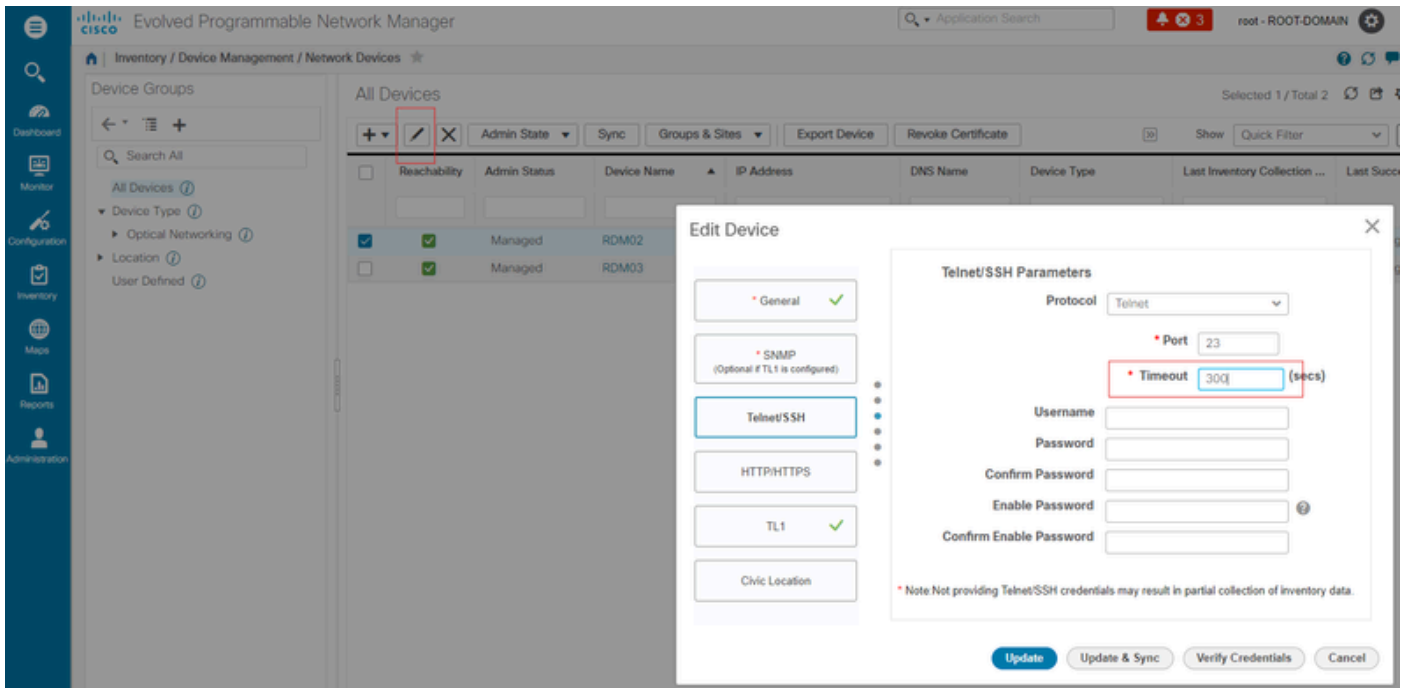 cisco Evolved Programmable Network Manager
Application Search
3
root - ROOT-DOMAIN
Inventory / Device Management / Network Devices
Dashboard
Monitor
Configuration
Inventory
Maps
Reports
Administration
Device Groups
Search All
All Devices
Device Type
Optical Networking
Location
User Defined
All Devices
Selected 1 / Total 2
Admin State
Sync
Groups & Sites
Export Device
Revoke Certificate
Show
Quick Filter
Reachability Admin Status Device Name IP Address DNS Name Device Type Last Inventory Collection ... Last Succ
Managed RDM02
Managed RDM03
Edit Device
* General
* SNMP
(Optional if TL1 is configured)
Telnet/SSH
HTTP/HTTPS
TL1
Civic Location
Telnet/SSH Parameters
Protocol Telnet
* Port 23
* Timeout 300 (secs)
Username
Password
Confirm Password
Enable Password
Confirm Enable Password
* Note:Not providing Telnet/SSH credentials may result in partial collection of inventory data.
Update
Update & Sync
Verify Credentials
Cancel